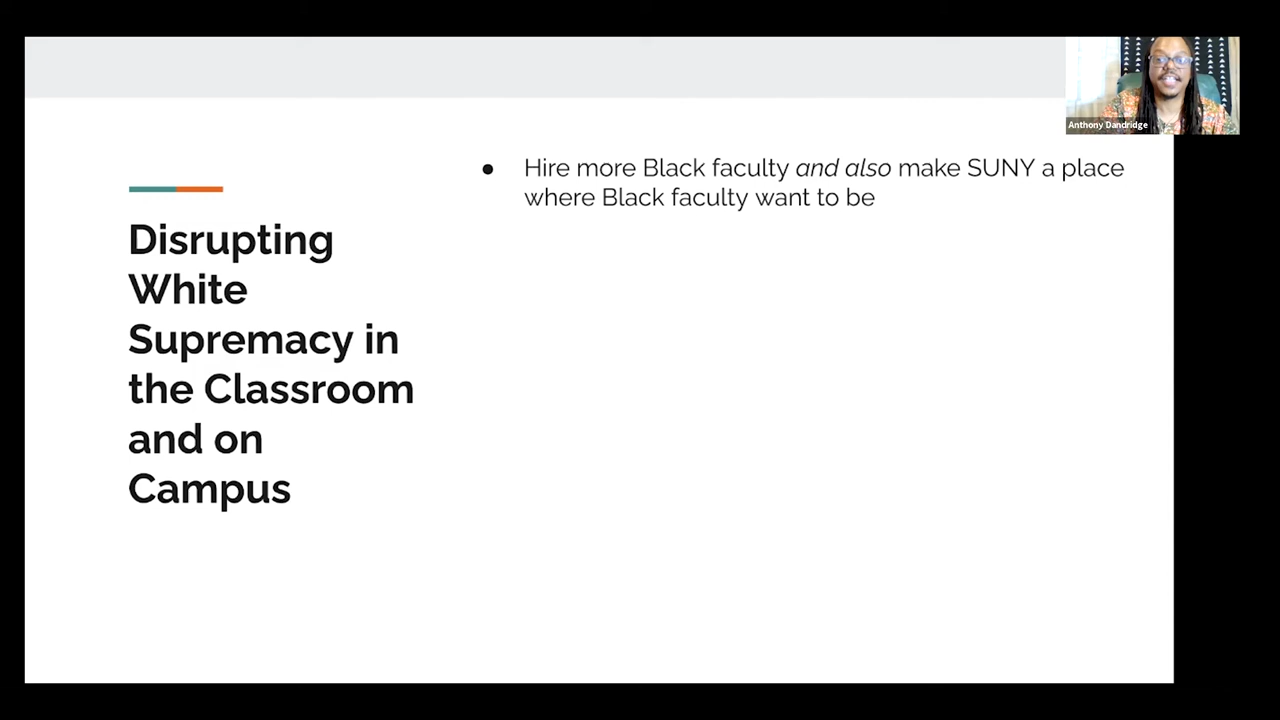 Anthony Dandridge
● Hire more Black faculty and also make SUNY a place
where Black faculty want to be
Disrupting
White
Supremacy in
the Classroom
and on
Campus